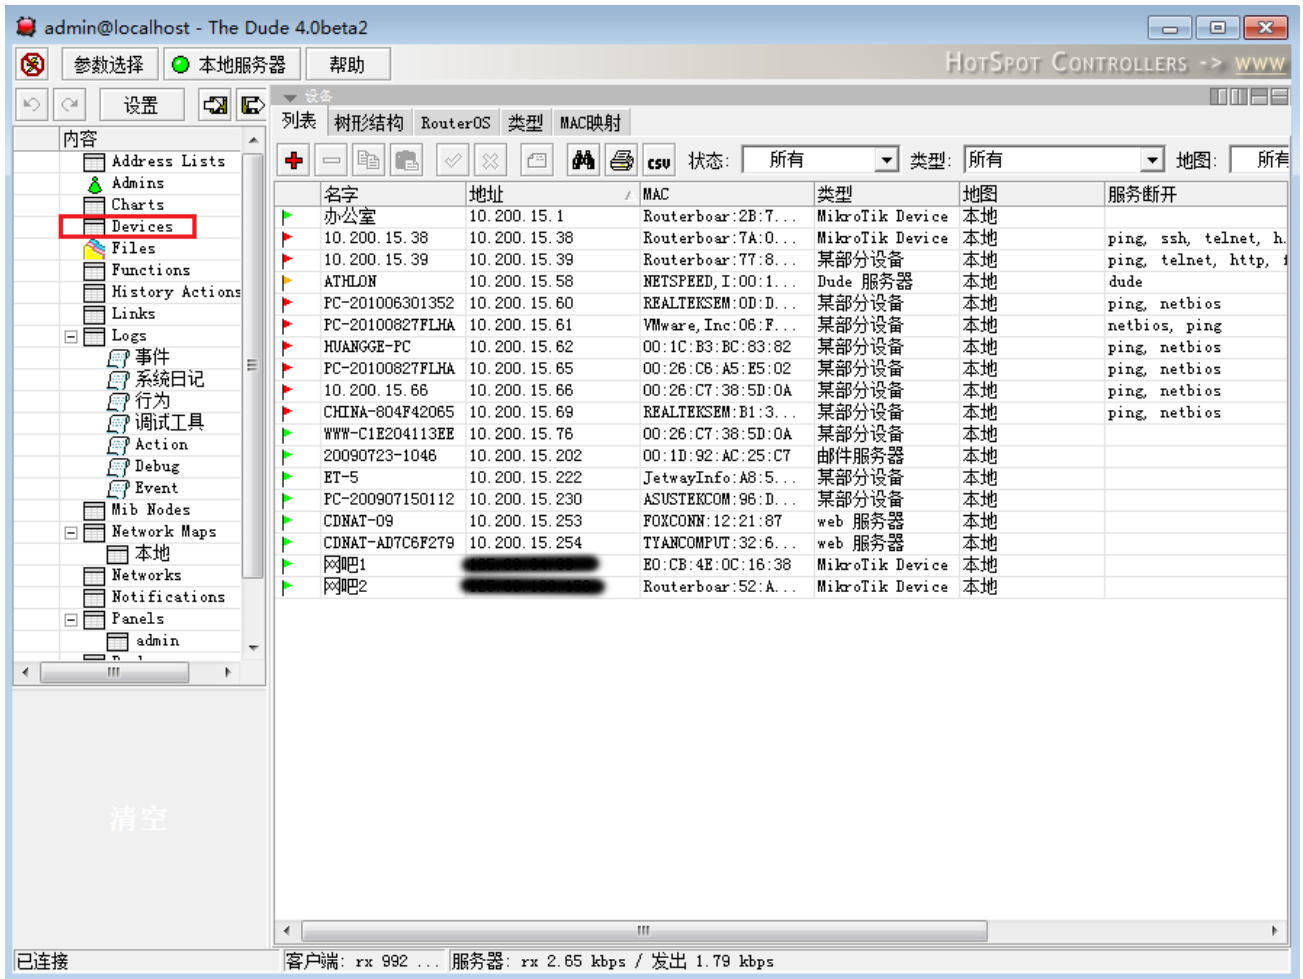 admin@localhost - The Dude 4.0beta2
参数选择 本地服务器 帮助 HotSpot Controllers -> www
设置 设备
内容 列表 树形结构 RouterOS 类型 MAC映射
状态: 所有 类型: 所有 地图: 所有
csv
Address Lists
Admins
Charts
Devices
Files
Functions
History Actions
Links
Logs
事件
系统日记
行为
调试工具
Action
Debug
Event
Mib Nodes
Network Maps
本地
Networks
Notifications
Panels
admin
清空
名字 地址 MAC 类型 地图 服务断开
办公室 10.200.15.1 Routerboar:2B:7... MikroTik Device 本地
10.200.15.38 10.200.15.38 Routerboar:7A:0... MikroTik Device 本地 ping, ssh, telnet, h.
10.200.15.39 10.200.15.39 Routerboar:77:8... 某部分设备 本地 ping, telnet, http, f
ATHLON 10.200.15.58 NETSPEED,I:00:1... Dude 服务器 本地 dude
PC-201006301352 10.200.15.60 REALTEKSEM:0D:D... 某部分设备 本地 ping, netbios
PC-20100827FLHA 10.200.15.61 VMware,Inc:06:F... 某部分设备 本地 netbios, ping
HUANGGE-PC 10.200.15.62 00:1C:B3:BC:83:82 某部分设备 本地 ping, netbios
PC-20100827FLHA 10.200.15.65 00:26:C6:A5:E5:02 某部分设备 本地 ping, netbios
10.200.15.66 10.200.15.66 00:26:C7:38:5D:0A 某部分设备 本地 ping, netbios
CHINA-804F42065 10.200.15.69 REALTEKSEM:B1:3... 某部分设备 本地 ping, netbios
WWW-C1E204113EE 10.200.15.76 00:26:C7:38:5D:0A 某部分设备 本地
20090723-1046 10.200.15.202 00:1D:92:AC:25:C7 邮件服务器 本地
ET-5 10.200.15.222 JetwayInfo:A8:5... 某部分设备 本地
PC-200907150112 10.200.15.230 ASUSTEKCOM:96:D... 某部分设备 本地
CDNAT-09 10.200.15.253 FOXCONN:12:21:87 web 服务器 本地
CDNAT-AD7C6F279 10.200.15.254 TYANCOMPUT:32:6... web 服务器 本地
网吧1 E0:CB:4E:0C:16:38 MikroTik Device 本地
网吧2 Routerboar:52:A... MikroTik Device 本地
已连接 客户端: rx 992 ... 服务器: rx 2.65 kbps / 发出 1.79 kbps